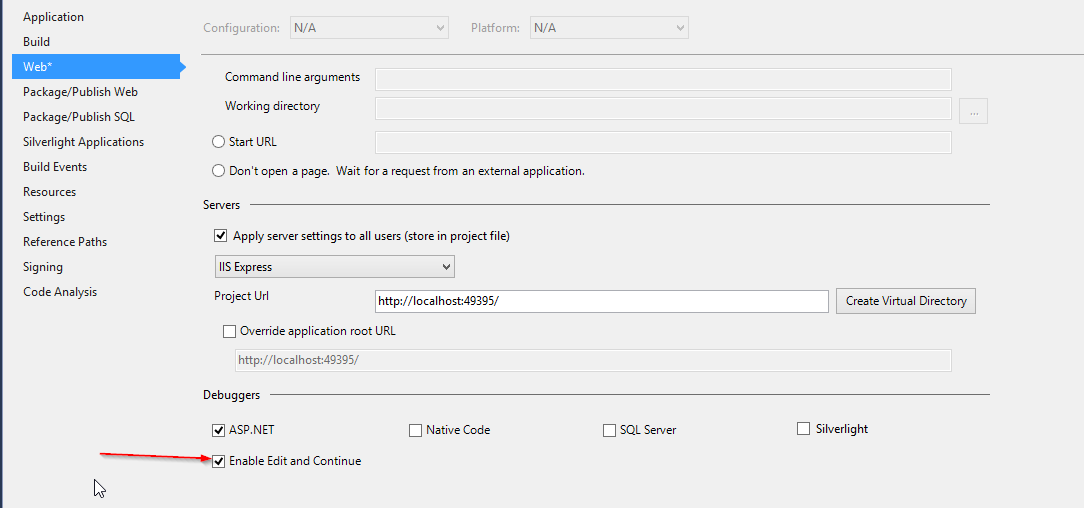 Application
Build
Web*
Package/Publish Web
Package/Publish SQL
Silverlight Applications
Build Events
Resources
Settings
Reference Paths
Signing
Code Analysis
Configuration: N/A Platform: N/A
Command line arguments
Working directory ...
Start URL
Don't open a page. Wait for a request from an external application.
Servers
Apply server settings to all users (store in project file)
IIS Express
Project Url http://localhost:49395/ Create Virtual Directory
Override application root URL
http://localhost:49395/
Debuggers
ASP.NET Native Code SQL Server Silverlight
Enable Edit and Continue